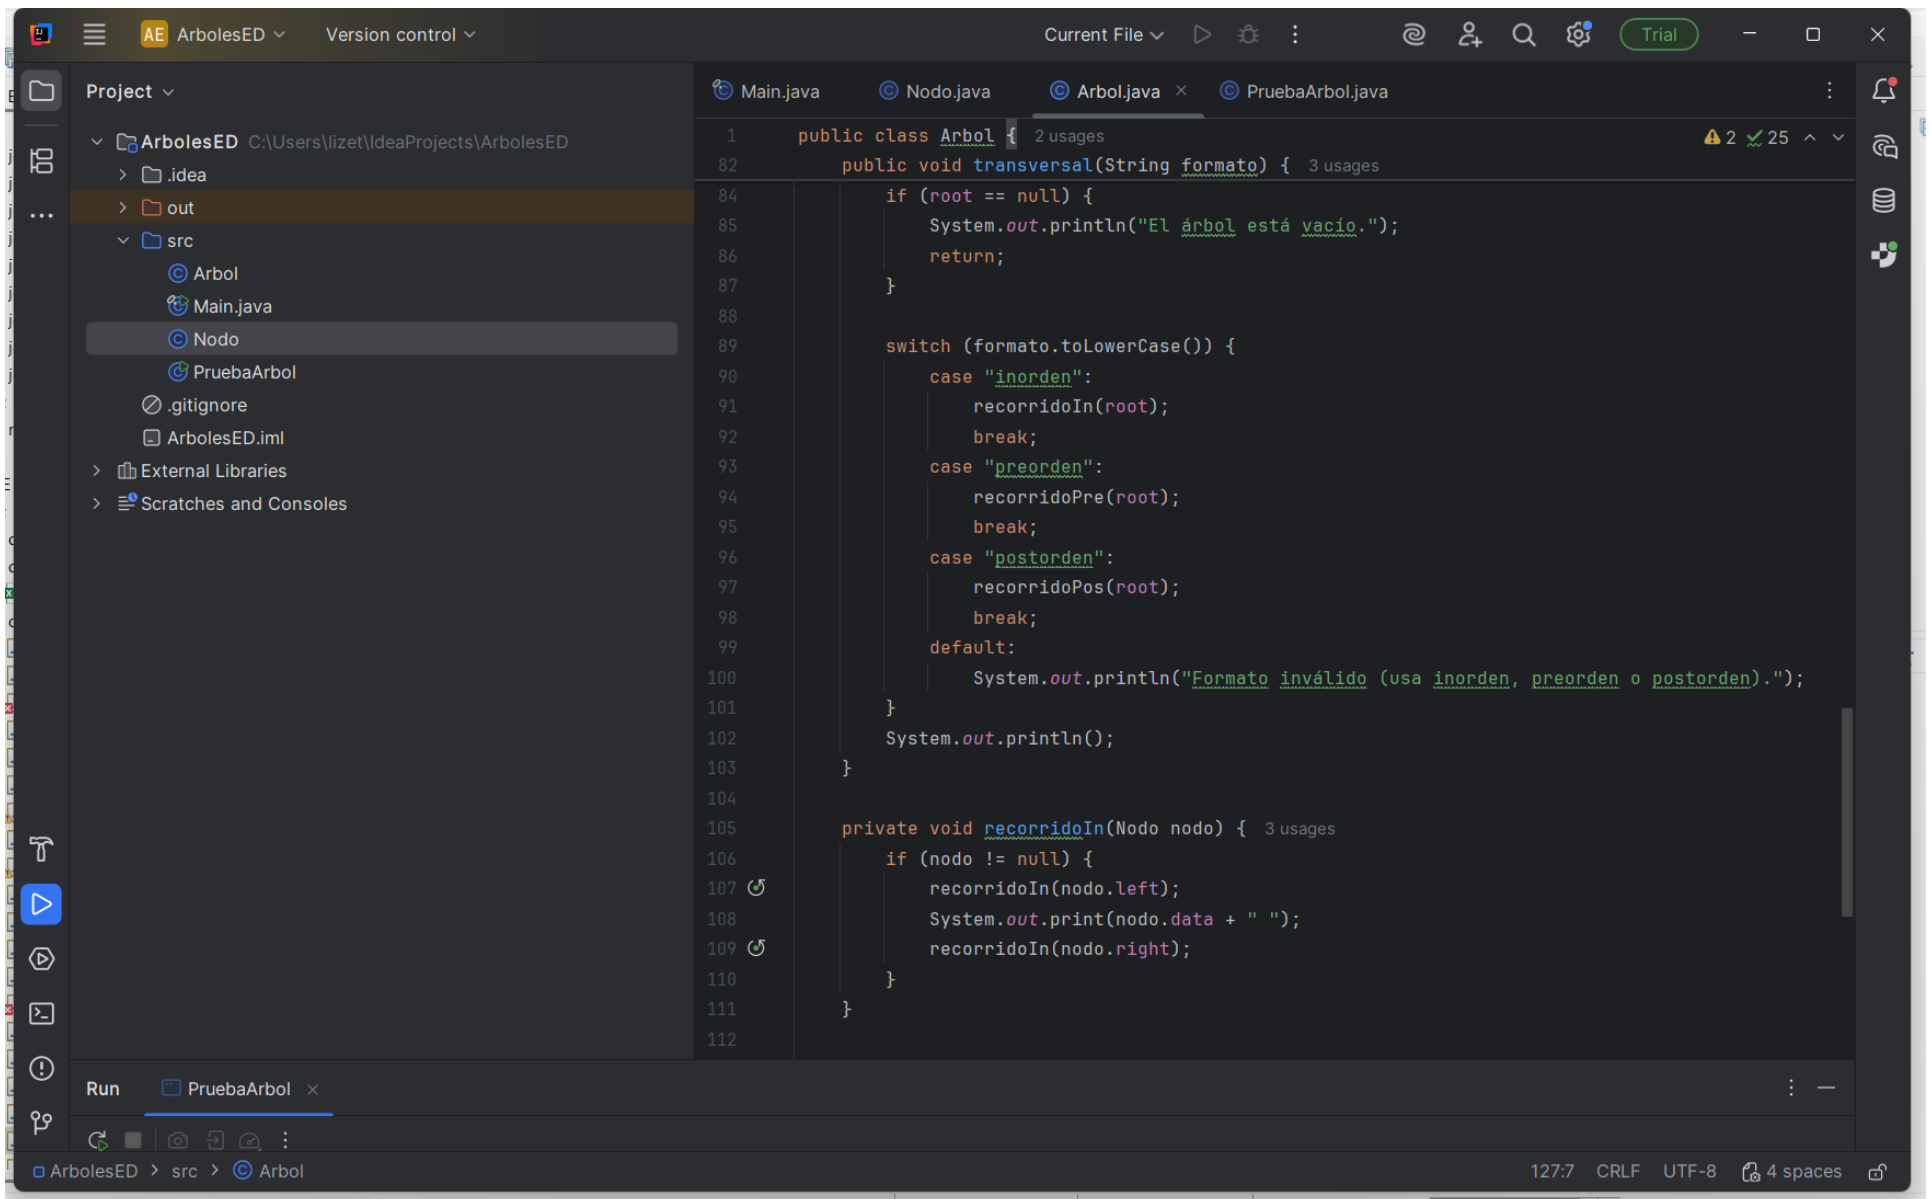 AE ArbolesED Version control Current File Trial
Project
Main.java Nodo.java Arbol.java PruebaArbol.java
ArbolesED C:\Users\lizet\IdeaProjects\ArbolesED
.idea
out
src
Arbol
Main.java
Nodo
PruebaArbol
.gitignore
ArbolesED.iml
External Libraries
Scratches and Consoles
2 25
1 public class Arbol { 2 usages
82 public void transversal(String formato) { 3 usages
84 if (root == null) {
85 System.out.println("El árbol está vacío.");
86 return;
87 }
88
89 switch (formato.toLowerCase()) {
90 case "inorden":
91 recorridoIn(root);
92 break;
93 case "preorden":
94 recorridoPre(root);
95 break;
96 case "postorden":
97 recorridoPos(root);
98 break;
99 default:
100 System.out.println("Formato inválido (usa inorden, preorden o postorden).");
101 }
102 System.out.println();
103 }
104
105 private void recorridoIn(Nodo nodo) { 3 usages
106 if (nodo != null) {
107 recorridoIn(nodo.left);
108 System.out.print(nodo.data + " ");
109 recorridoIn(nodo.right);
110 }
111 }
112
Run PruebaArbol
ArbolesED > src > Arbol 127:7 CRLF UTF-8 4 spaces